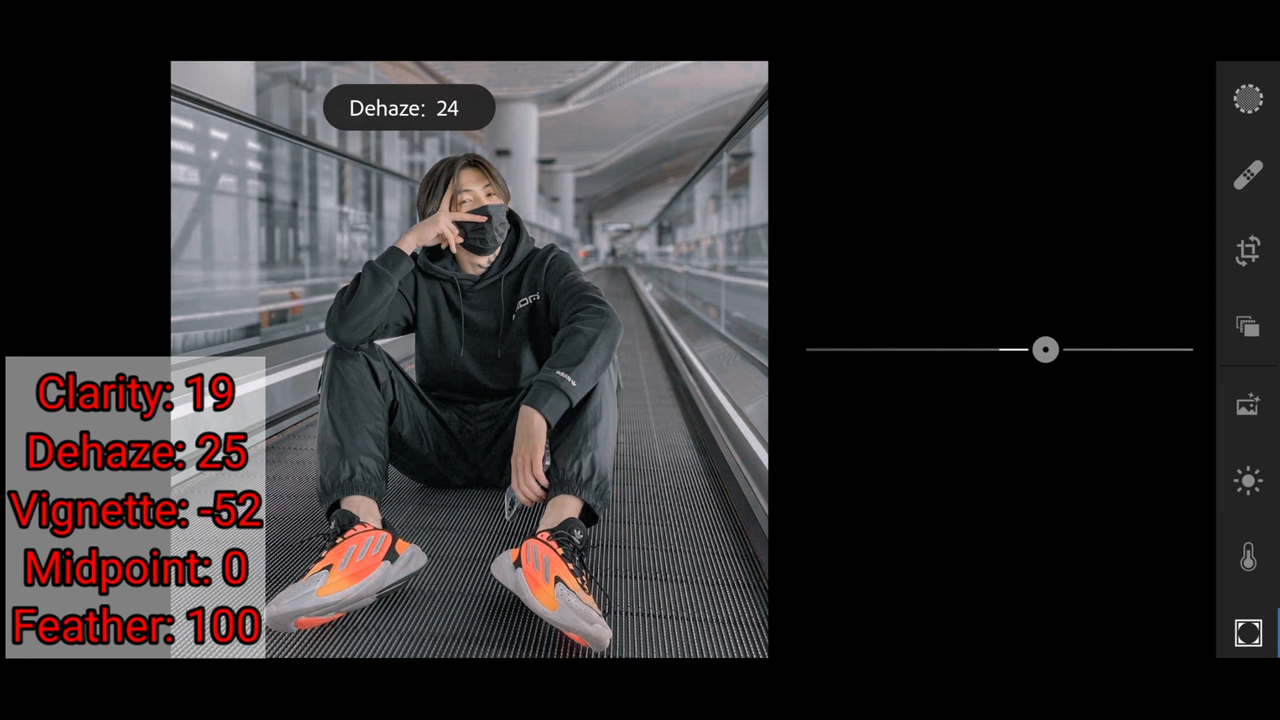 Dehaze: 24
Clarity: 19
Dehaze: 25
Vignette: -52
Midpoint: 0
Feather: 100